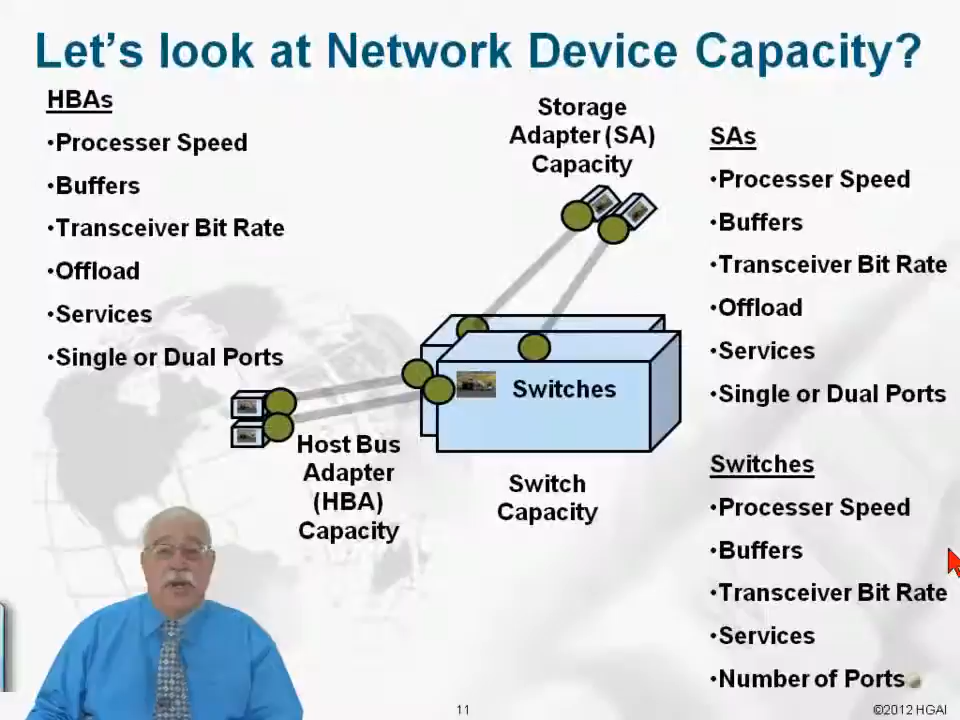 Let's look at Network Device Capacity?
HBAs
•Processer Speed
•Buffers
•Transceiver Bit Rate
•Offload
•Services
•Single or Dual Ports
Storage
Adapter (SA)
Capacity
SAs
•Processer Speed
•Buffers
•Transceiver Bit Rate
•Offload
•Services
•Single or Dual Ports
Switches
Host Bus
Adapter
(HBA)
Capacity
Switch
Capacity
Switches
•Processer Speed
•Buffers
•Transceiver Bit Rate
•Services
•Number of Ports
11
©2012 HGAI